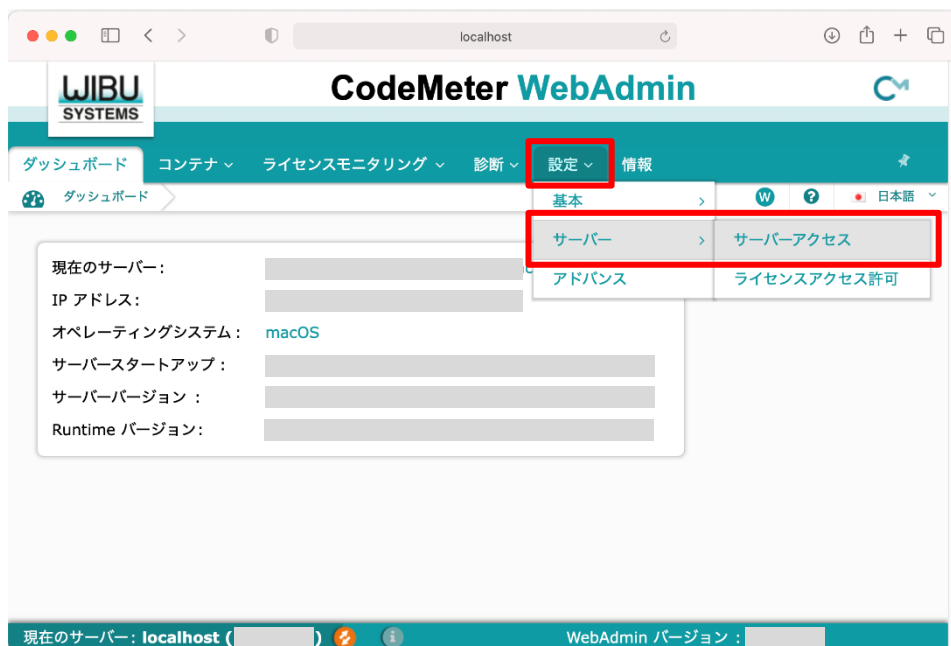 localhost
WIBU
SYSTEMS
CodeMeter WebAdmin
ダッシュボード コンテナ ライセンスモニタリング 診断 設定 情報
ダッシュボード
W ? 日本語
基本
サーバー サーバーアクセス
アドバンス ライセンスアクセス許可
現在のサーバー:
IP アドレス:
オペレーティングシステム: macOS
サーバースタートアップ:
サーバーバージョン :
Runtime バージョン:
現在のサーバー: localhost ( ) i WebAdmin バージョン :